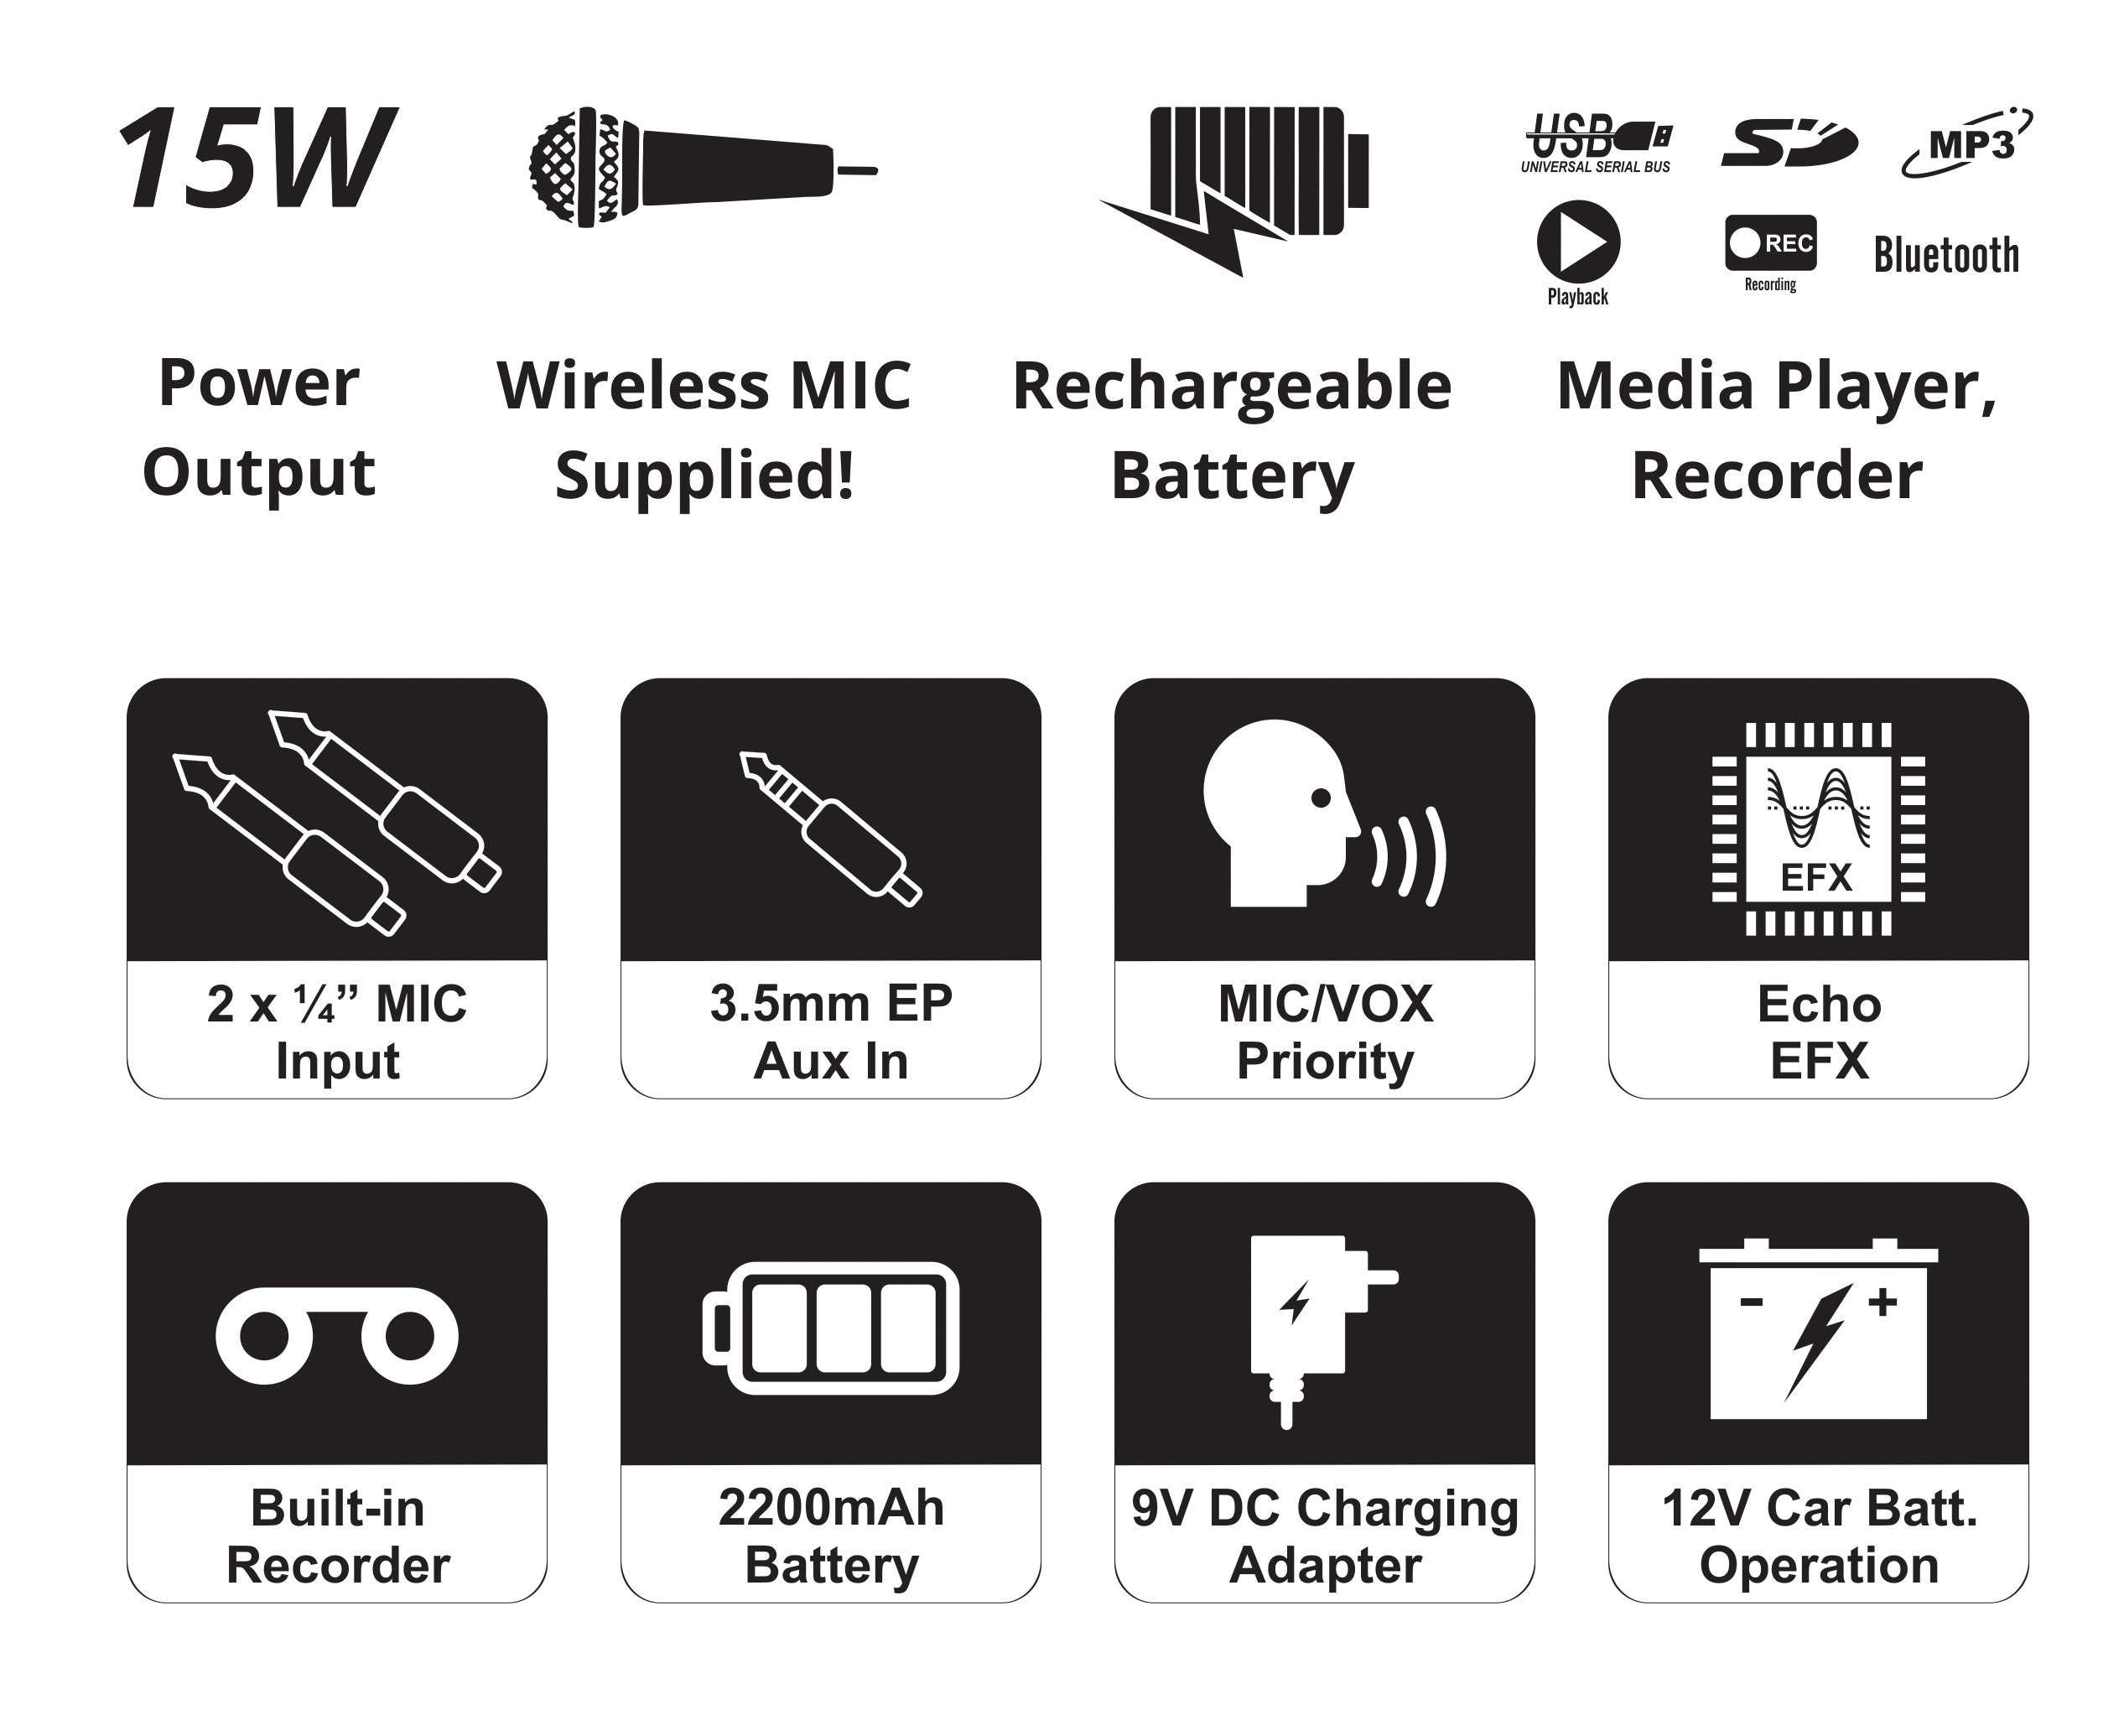 15W
USB
UNIVERSAL SERIAL BUS
SD
MP3
Playback
REC
Recording
Bluetooth
Power
Output
Wireless MIC
Supplied!
Rechargeable
Battery
Media Player,
Recorder
EFX
2 x ¼” MIC
Input
3.5mm EP
Aux In
MIC/VOX
Priority
Echo
EFX
- +
Built-in
Recorder
2200mAh
Battery
9V DC Charging
Adapter
12V Car Batt.
Operation